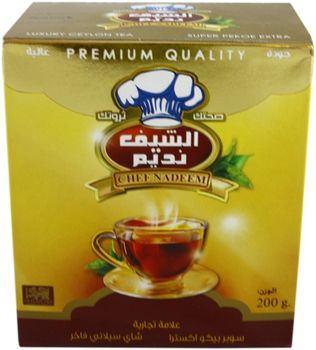 LUXURY CEYLON TEA SUPER PEKOE EXTRA
عالية PREMIUM QUALITY جودة
صحتك ثروتك
الشيف
نديم
CHEF NADEEM
الوزن
200 g.
علامة تجارية
سوبر بيكو اكسترا شاي سيلاني فاخر